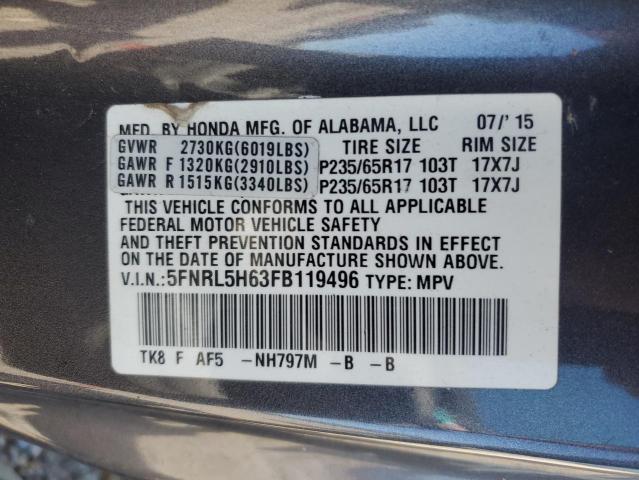 MFD. BY HONDA MFG. OF ALABAMA, LLC 07/'15
GVWR 2730KG(6019LBS) TIRE SIZE RIM SIZE
GAWR F 1320KG(2910LBS) P235/65R17 103T 17X7J
GAWR R 1515KG(3340LBS) P235/65R17 103T 17X7J
THIS VEHICLE CONFORMS TO ALL APPLICABLE
FEDERAL MOTOR VEHICLE SAFETY
AND THEFT PREVENTION STANDARDS IN EFFECT
ON THE DATE OF MANUFACTURE SHOWN ABOVE.
V.I.N.:5FNRL5H63FB119496 TYPE: MPV
TK8 F AF5 -NH797M -B -B